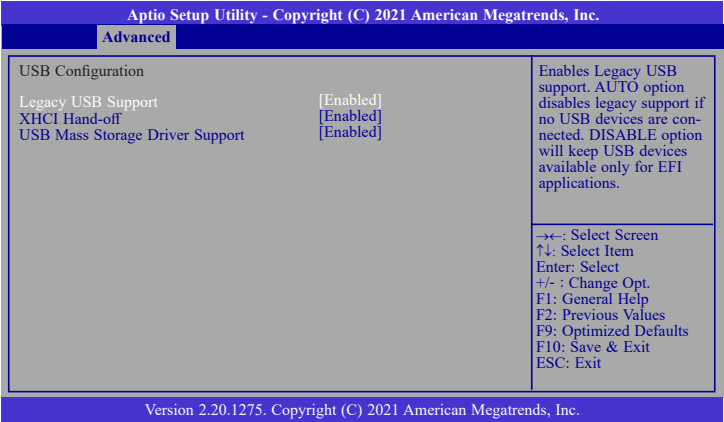 Aptio Setup Utility - Copyright (C) 2021 American Megatrends, Inc.
Advanced
USB Configuration
Legacy USB Support [Enabled]
XHCI Hand-off [Enabled]
USB Mass Storage Driver Support [Enabled]
Enables Legacy USB
support. AUTO option
disables legacy support if
no USB devices are con-
nected. DISABLE option
will keep USB devices
available only for EFI
applications.
→←: Select Screen
↑↓: Select Item
Enter: Select
+/- : Change Opt.
F1: General Help
F2: Previous Values
F9: Optimized Defaults
F10: Save & Exit
ESC: Exit
Version 2.20.1275. Copyright (C) 2021 American Megatrends, Inc.